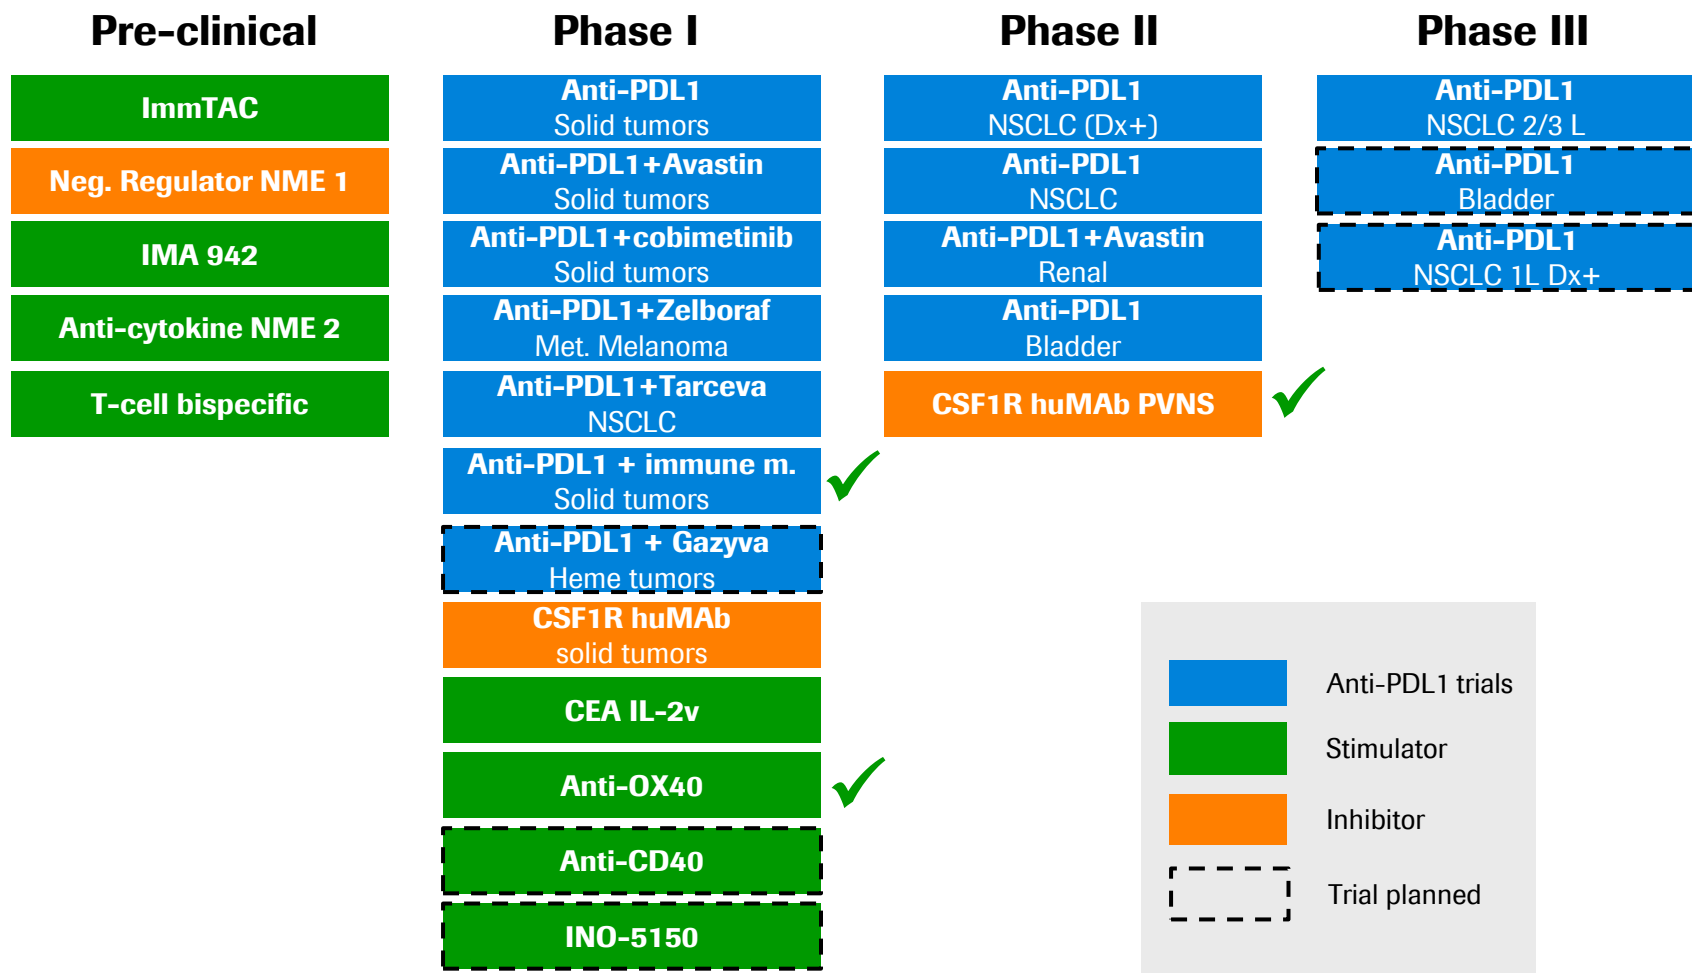 Pre-clinical
ImmTAC
Neg. Regulator NME 1
IMA 942
Anti-cytokine NME 2
T-cell bispecific
Phase I
Anti-PDL1
Solid tumors
Anti-PDL1+Avastin
Solid tumors
Anti-PDL1+cobimetinib
Solid tumors
Anti-PDL1+Zelboraf
Met. Melanoma
Anti-PDL1+Tarceva
NSCLC
Anti-PDL1 + immune m.
Solid tumors
Anti-PDL1 + Gazyva
Heme tumors
CSF1R huMAb
solid tumors
CEA IL-2v
Anti-OX40
Anti-CD40
INO-5150
Phase II
Anti-PDL1
NSCLC (Dx+)
Anti-PDL1
NSCLC
Anti-PDL1+Avastin
Renal
Anti-PDL1
Bladder
CSF1R huMAb PVNS
Phase III
Anti-PDL1
NSCLC 2/3 L
Anti-PDL1
Bladder
Anti-PDL1
NSCLC 1L Dx+
Anti-PDL1 trials
Stimulator
Inhibitor
Trial planned